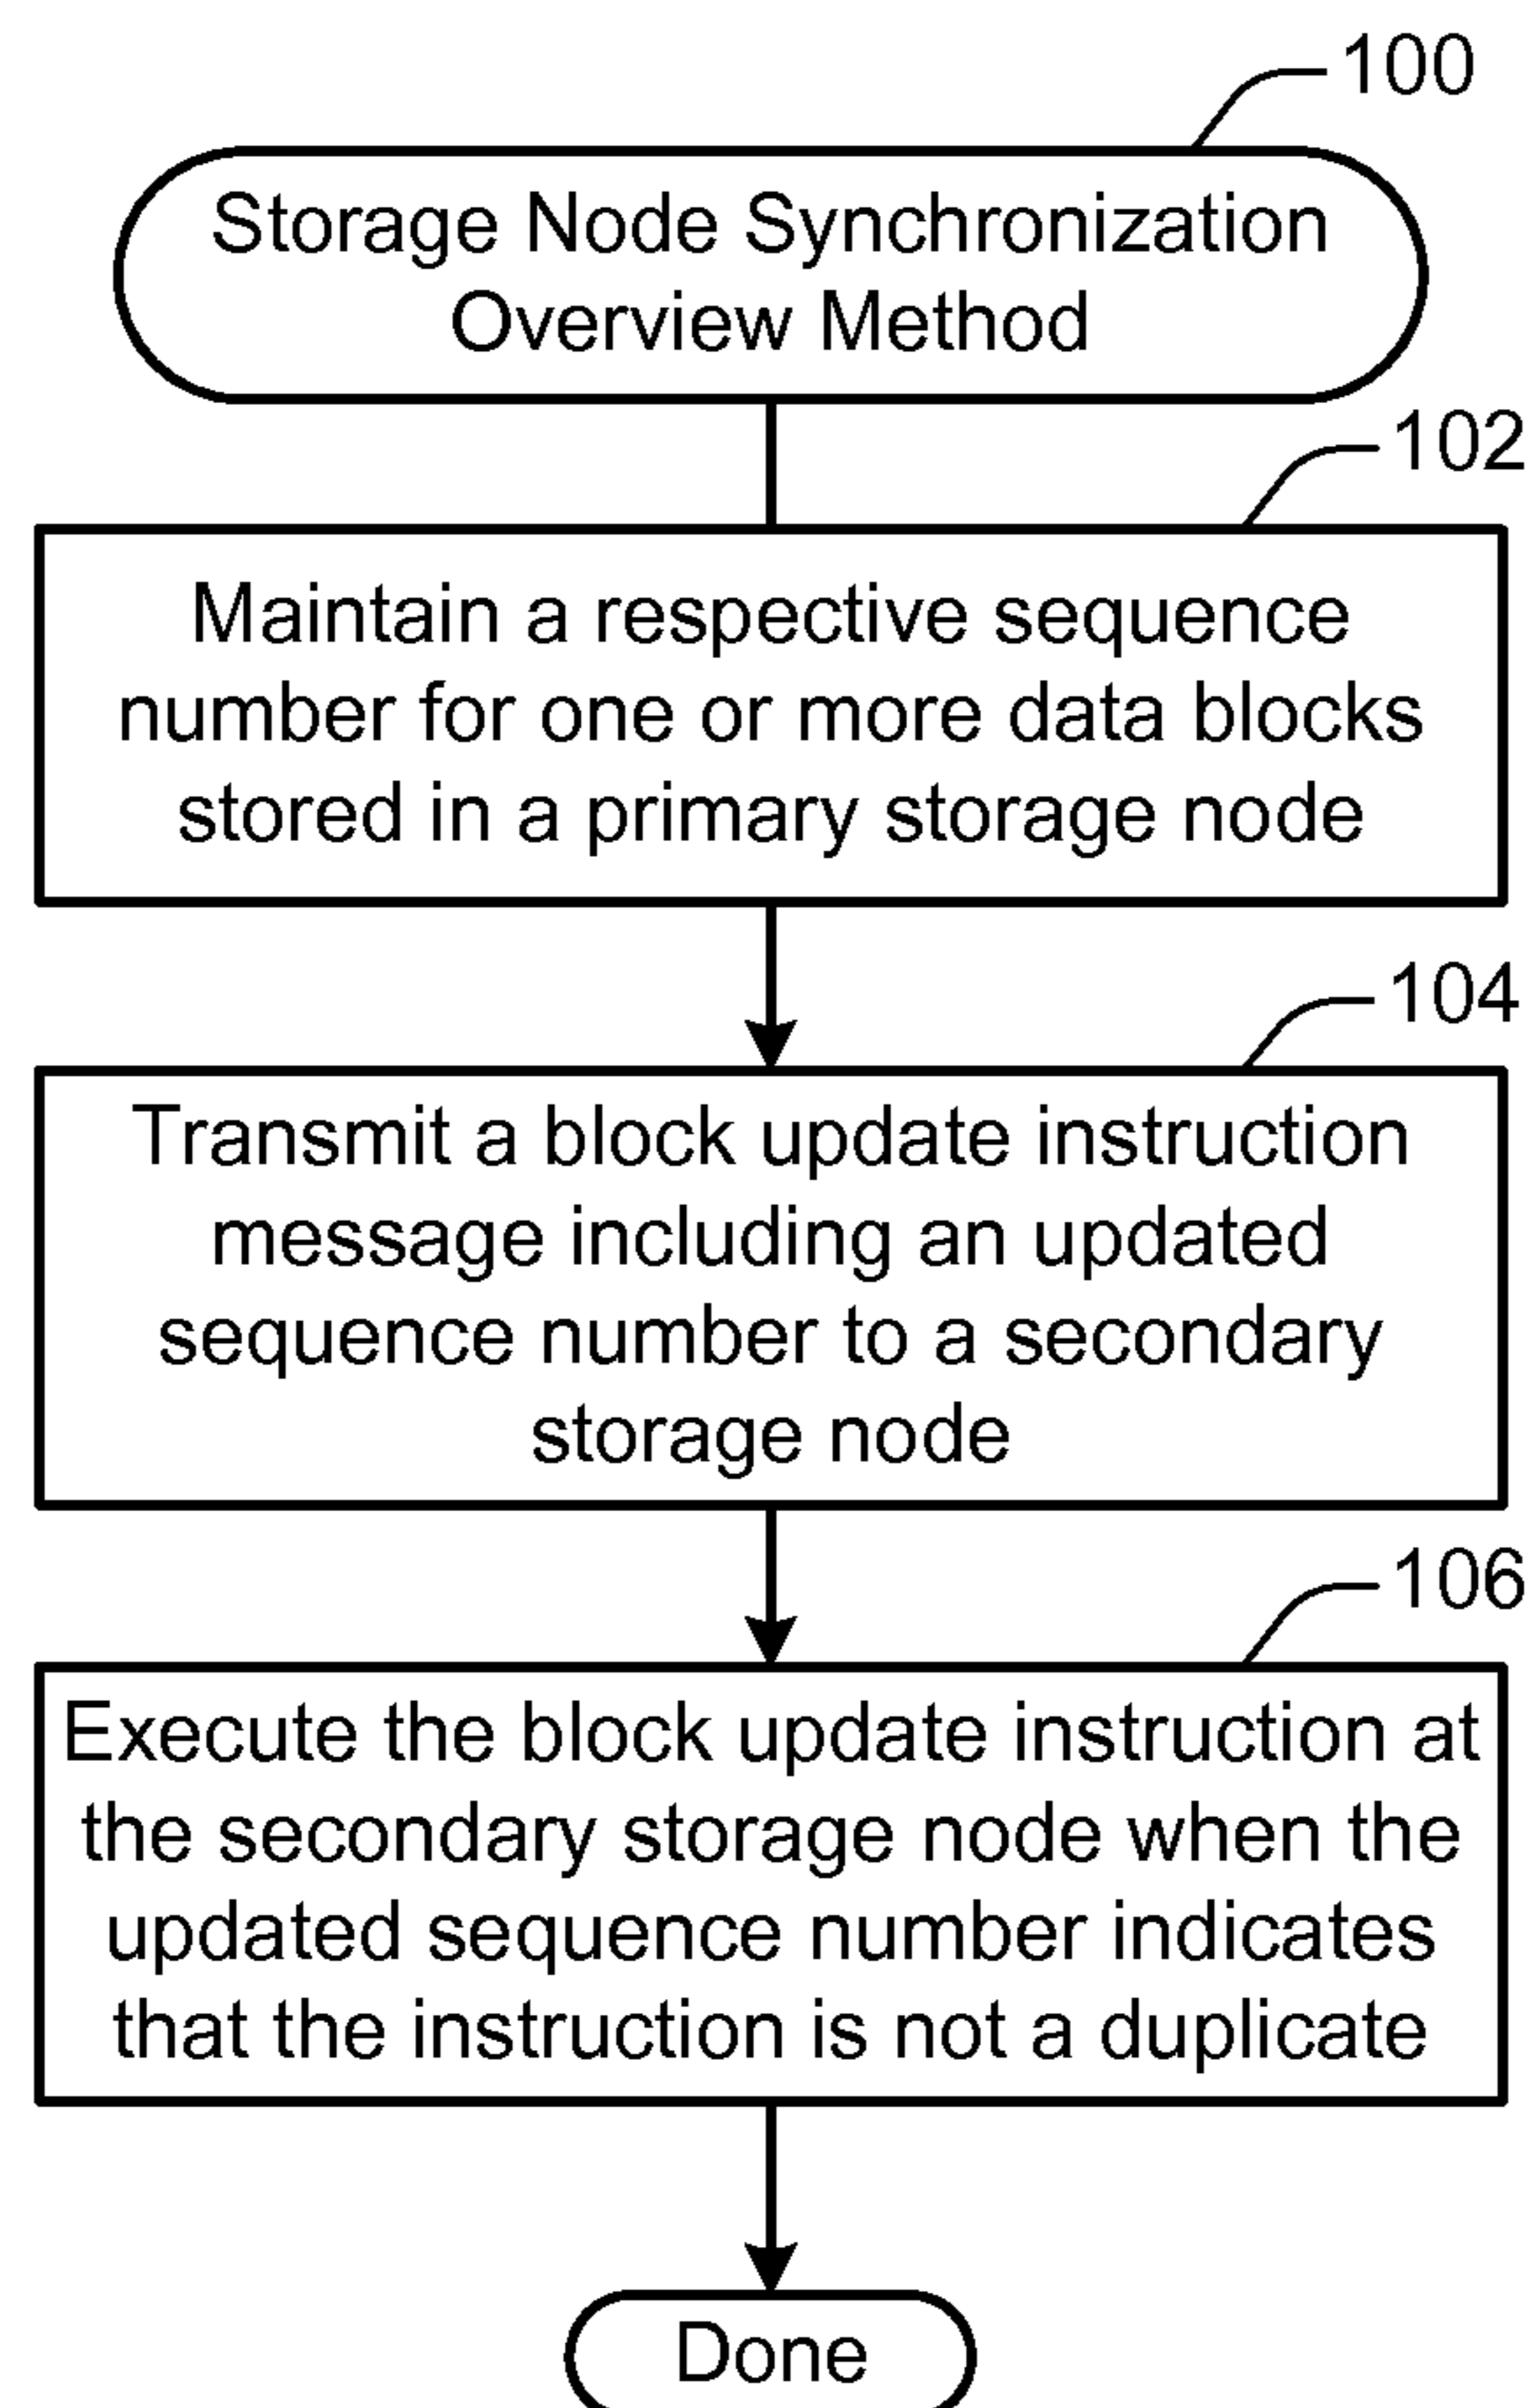 100
Storage Node Synchronization
Overview Method
102
Maintain a respective sequence
number for one or more data blocks
stored in a primary storage node
104
Transmit a block update instruction
message including an updated
sequence number to a secondary
storage node
106
Execute the block update instruction at
the secondary storage node when the
updated sequence number indicates
that the instruction is not a duplicate
Done